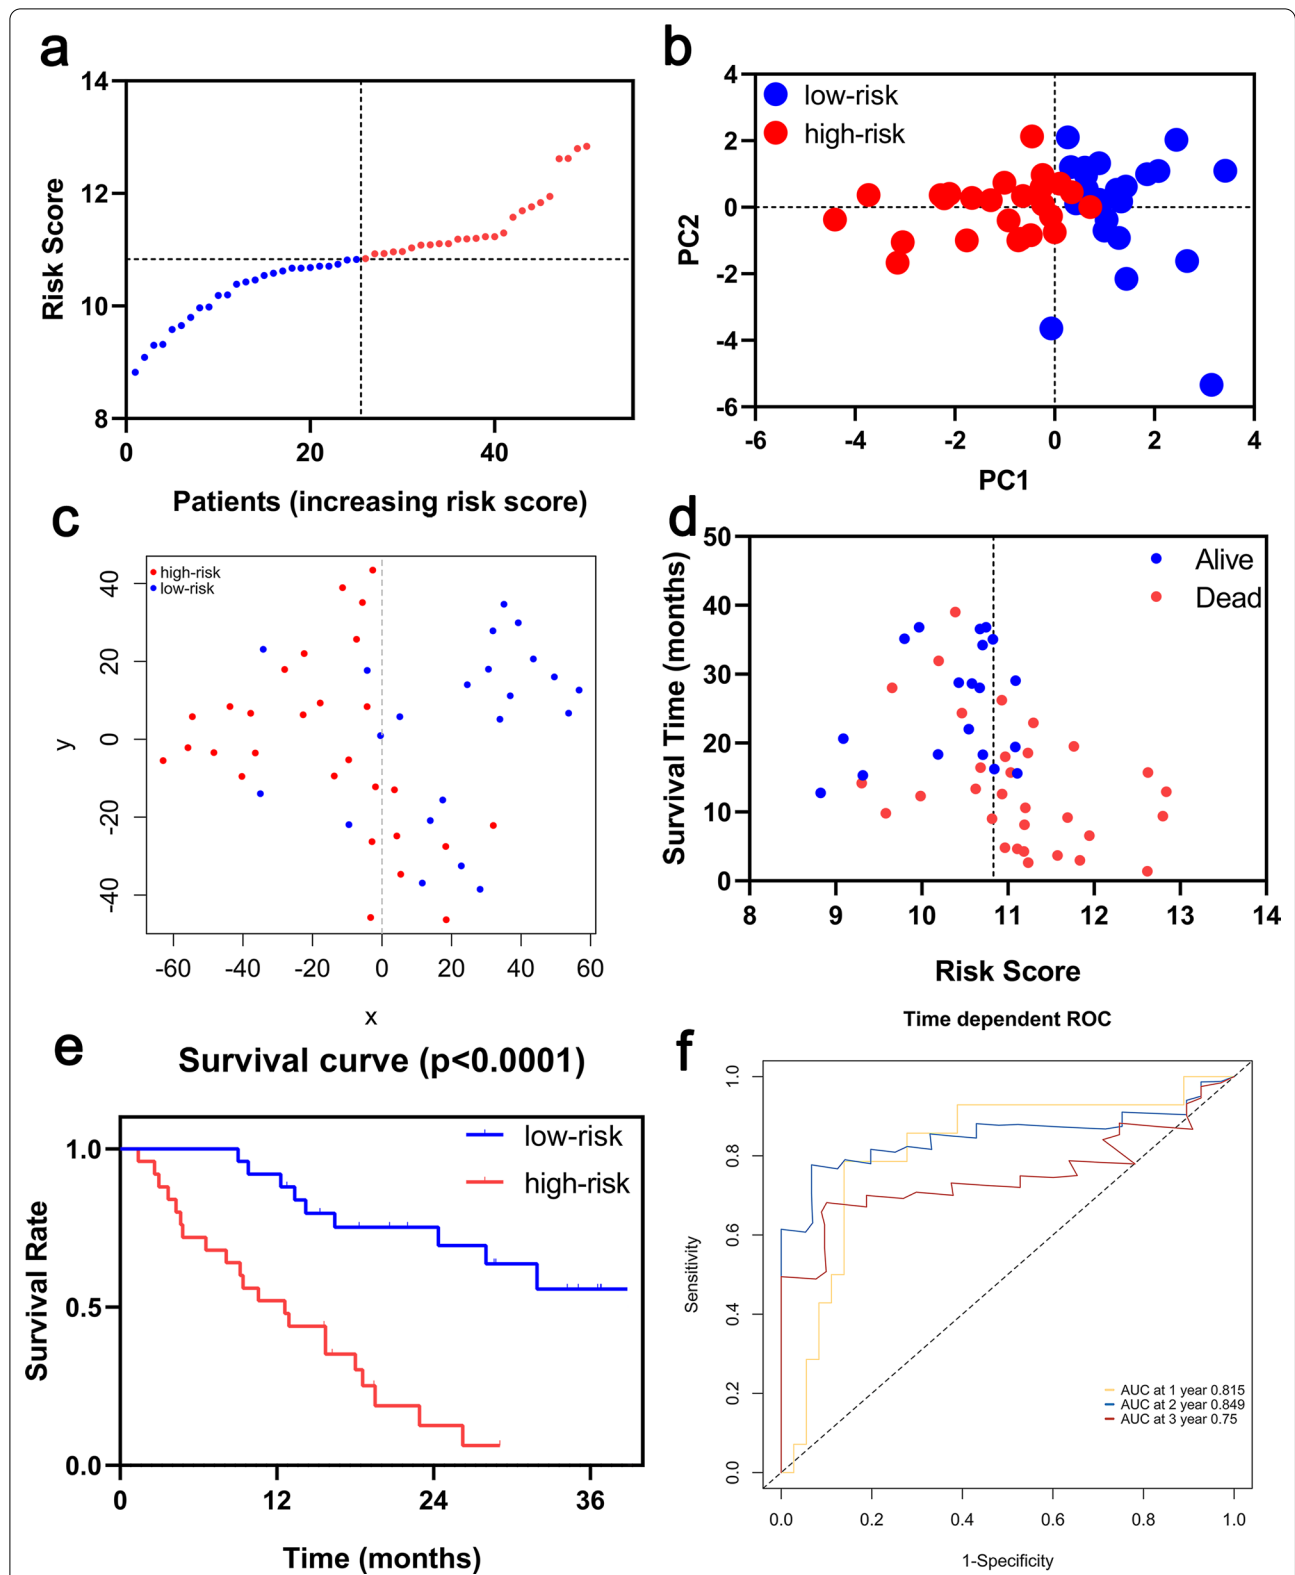 a
14
12
10
8
Risk Score
0 20 40
Patients (increasing risk score)
b
low-risk
high-risk
4
2
0
-2
-4
-6
PC2
-6 -4 -2 0 2 4
PC1
c
high-risk
low-risk
40
20
0
-20
-40
y
-60 -40 -20 0 20 40 60
x
d
Alive
Dead
50
40
30
20
10
0
Survival Time (months)
8 9 10 11 12 13 14
Risk Score
e
Survival curve (p<0.0001)
low-risk
high-risk
1.0
0.5
0.0
Survival Rate
0 12 24 36
Time (months)
f
Time dependent ROC
1.0
0.8
0.6
0.4
0.2
0.0
Sensitivity
AUC at 1 year 0.815
AUC at 2 year 0.849
AUC at 3 year 0.75
0.0 0.2 0.4 0.6 0.8 1.0
1-Specificity